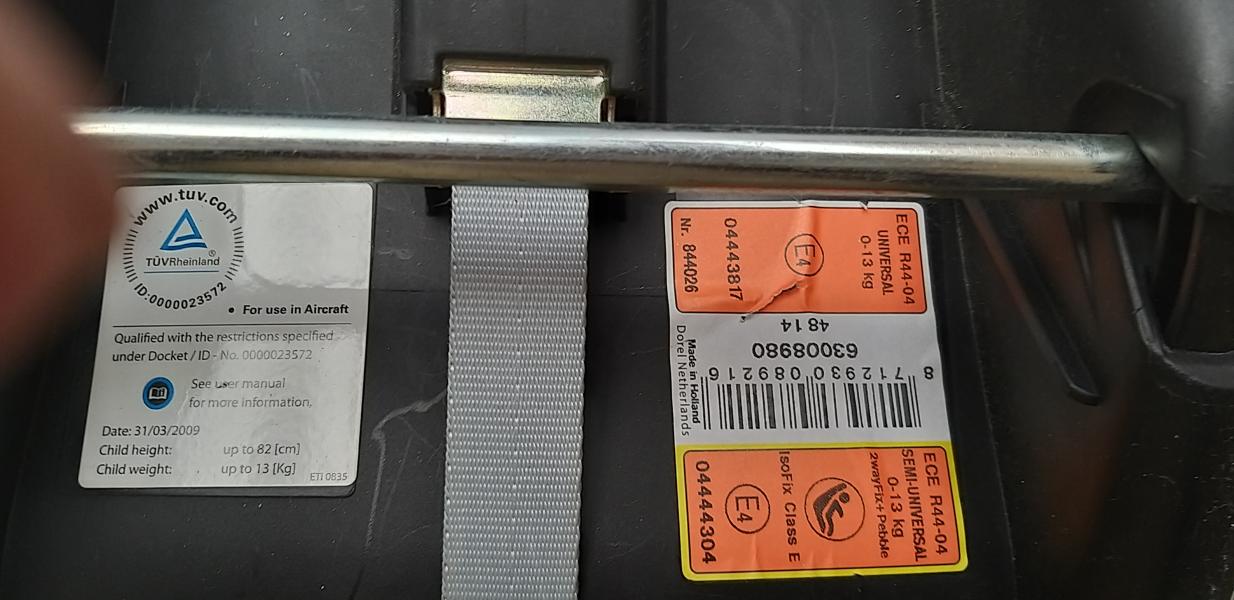 www.tuv.com
TÜVRheinland®
ID:0000023572
• For use in Aircraft
Qualified with the restrictions specified
under Docket / ID - No. 0000023572
See user manual
for more information.
Date: 31/03/2009
Child height: up to 82 [cm]
Child weight: up to 13 [Kg]
ETI 0835
ECE R44-04
UNIVERSAL
0-13 kg
E4
04443817
Nr. 844026
4814
63008980
8 712930 089216
Made in Holland
Dorel Netherlands
ECE R44-04
SEMI-UNIVERSAL
0-13 kg
2wayFix+Pebble
IsoFix Class E
E4
04444304